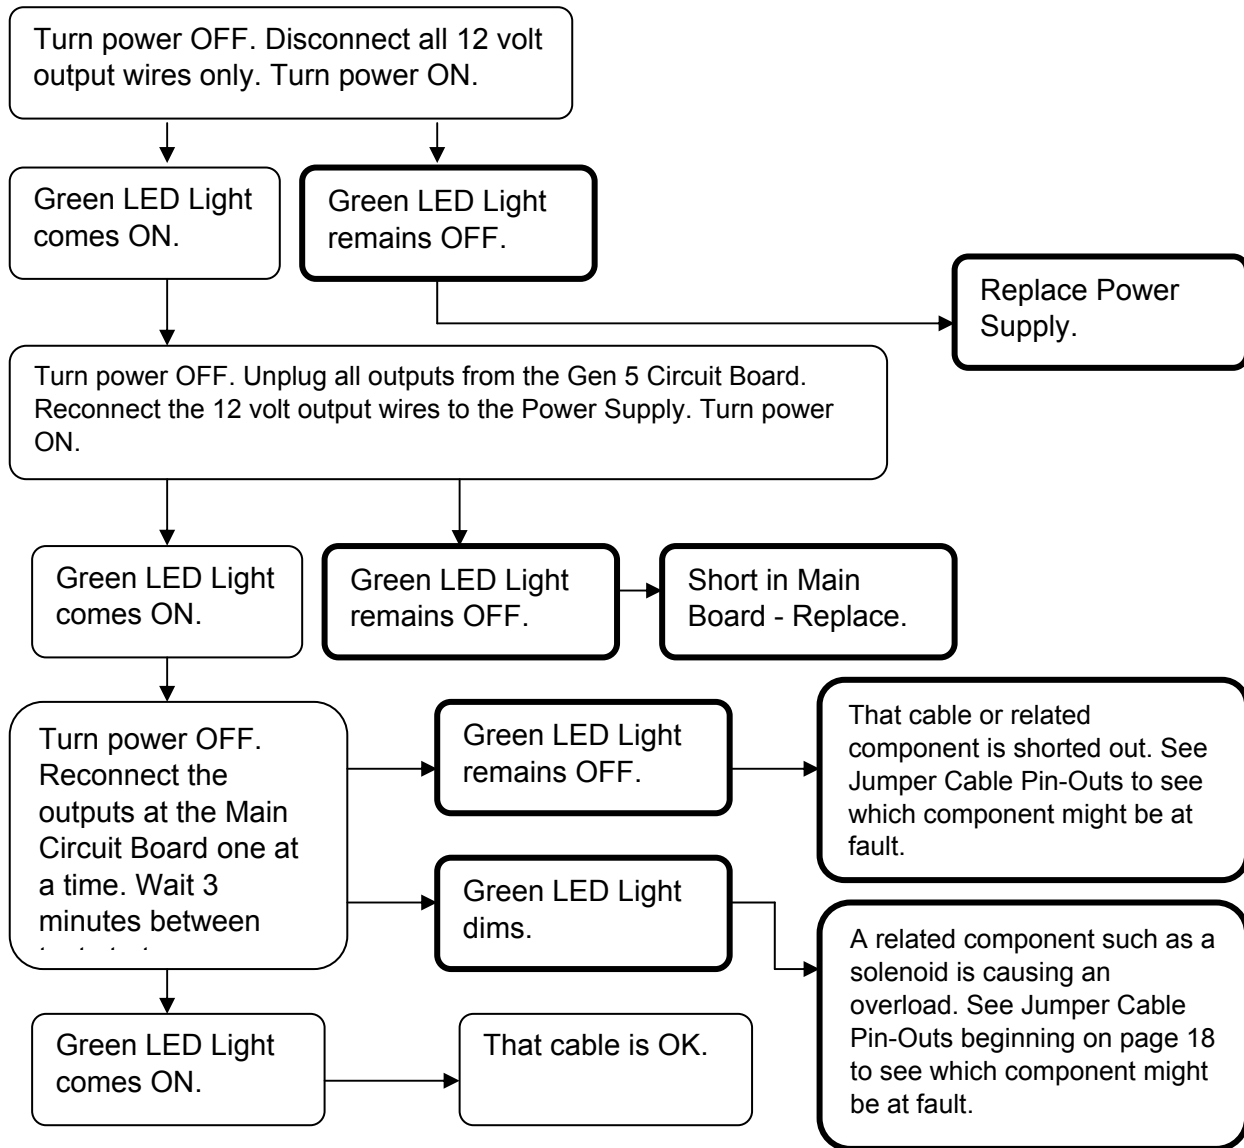 Turn power OFF. Disconnect all 12 volt
output wires only. Turn power ON.
Green LED Light
comes ON.
Green LED Light
remains OFF.
Replace Power
Supply.
Turn power OFF. Unplug all outputs from the Gen 5 Circuit Board.
Reconnect the 12 volt output wires to the Power Supply. Turn power
ON.
Green LED Light
comes ON.
Green LED Light
remains OFF.
Short in Main
Board - Replace.
Turn power OFF.
Reconnect the
outputs at the Main
Circuit Board one at
a time. Wait 3
minutes between
Green LED Light
remains OFF.
That cable or related
component is shorted out. See
Jumper Cable Pin-Outs to see
which component might be at
fault.
Green LED Light
dims.
A related component such as a
solenoid is causing an
overload. See Jumper Cable
Pin-Outs beginning on page 18
to see which component might
be at fault.
Green LED Light
comes ON.
That cable is OK.